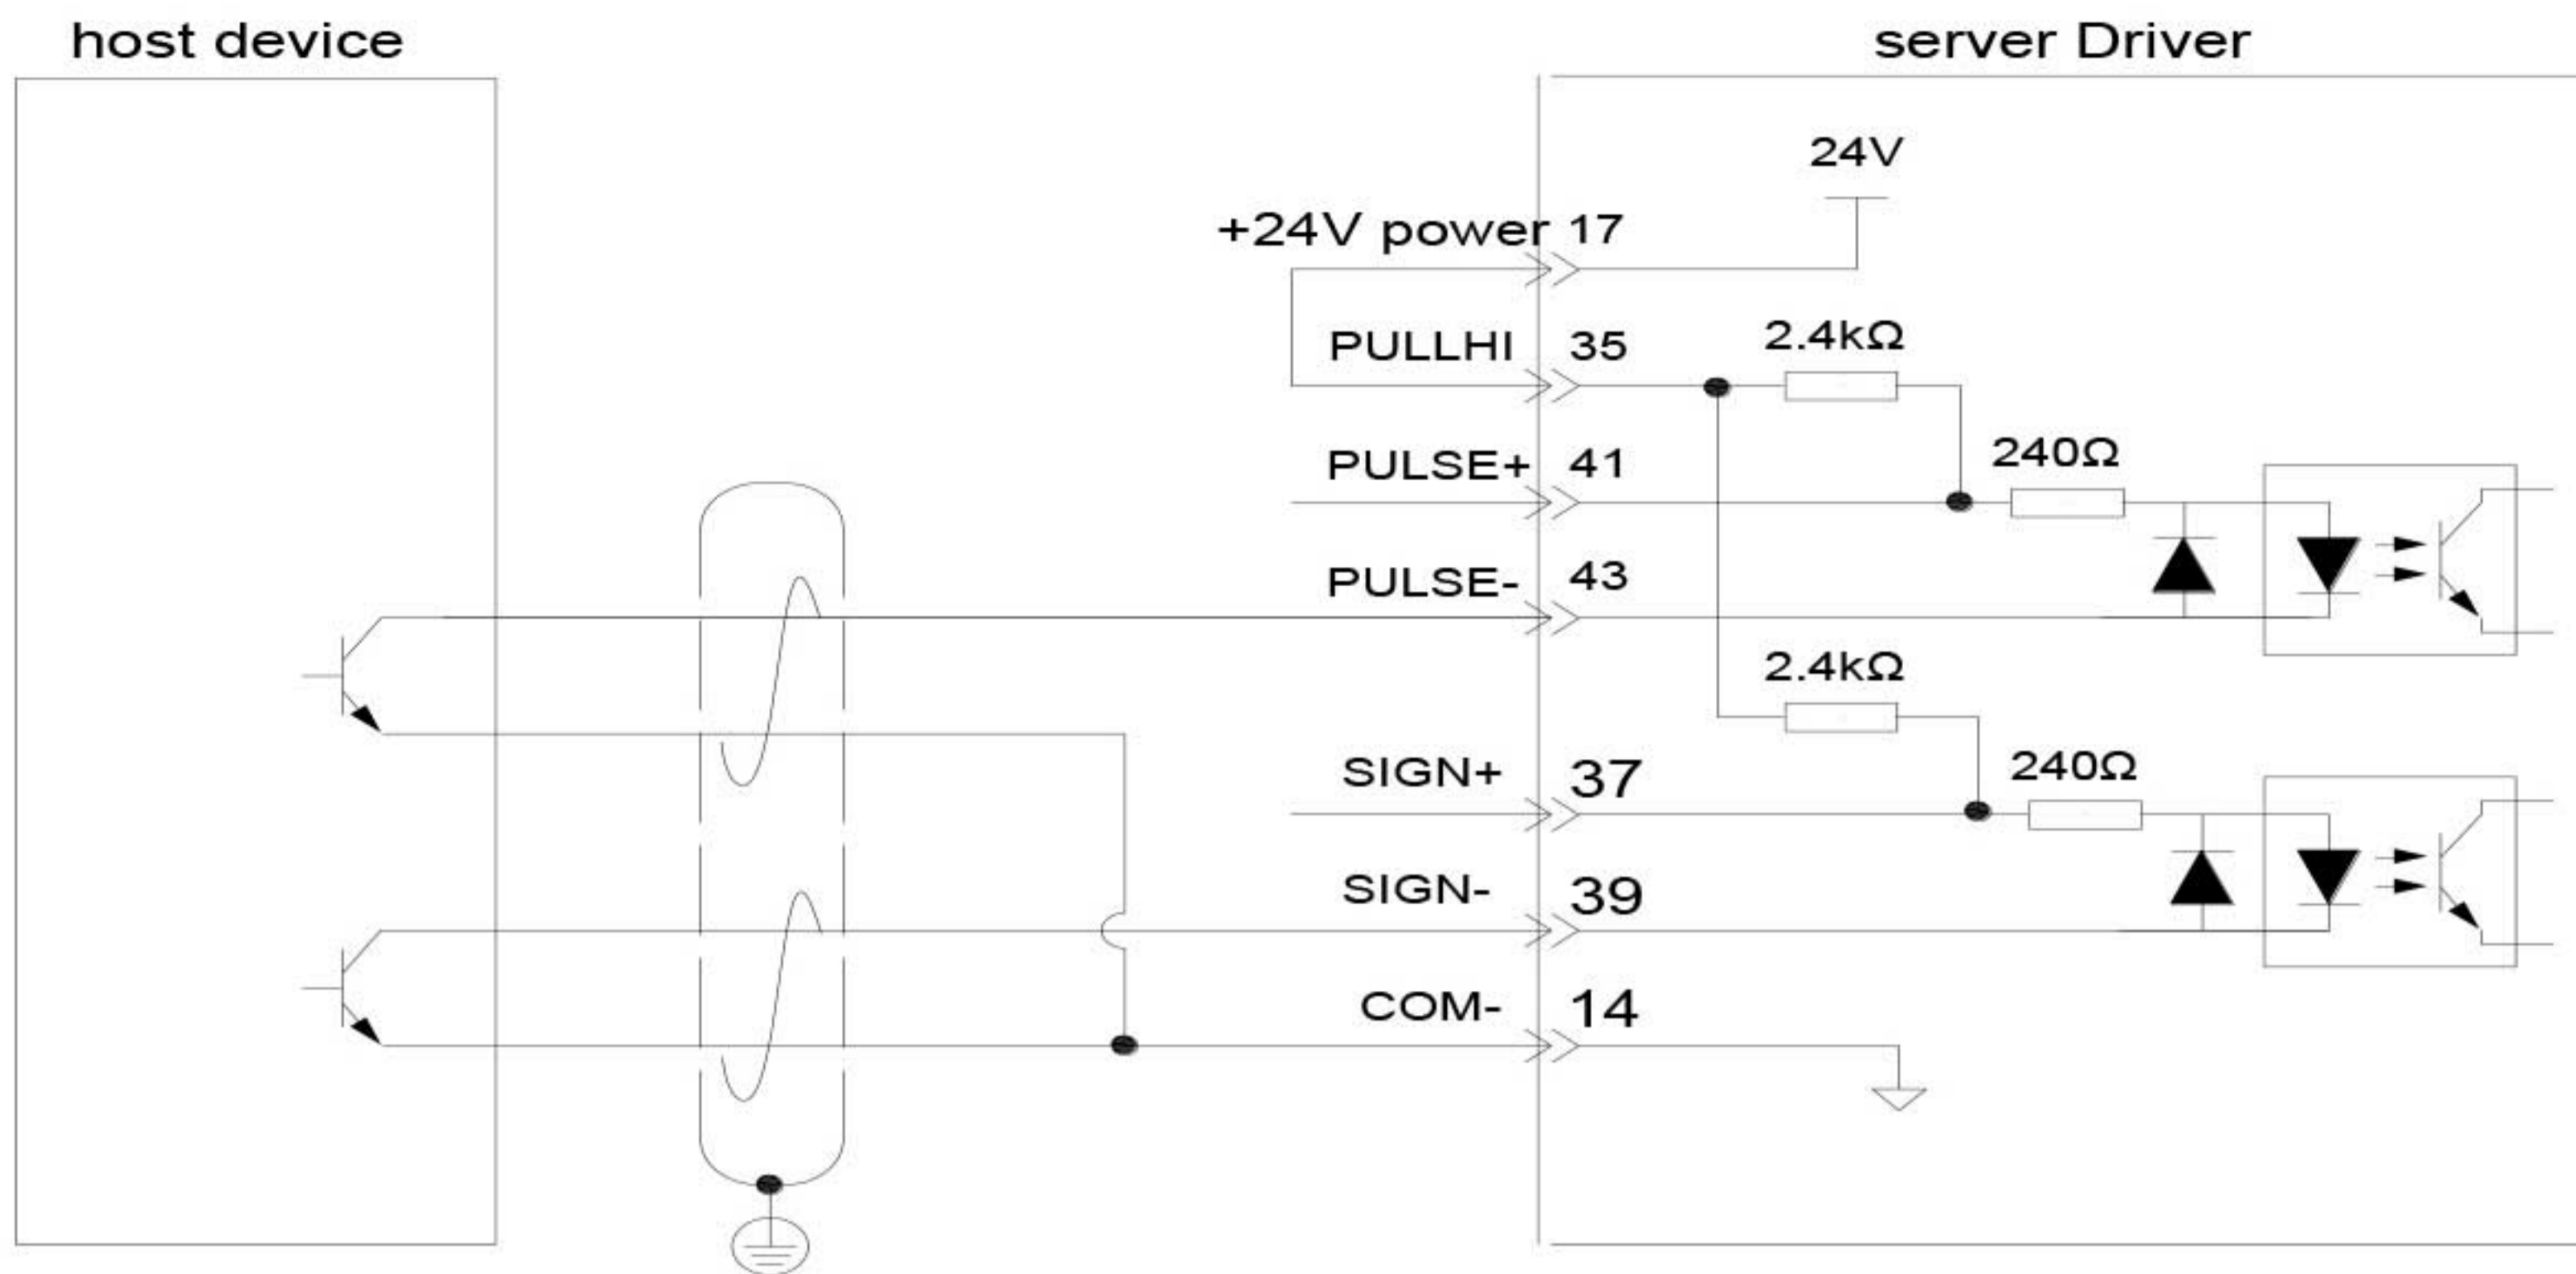 host device
server Driver
24V
+24V power 17
PULLHI 35
2.4kΩ
PULSE+ 41
240Ω
PULSE- 43
2.4kΩ
SIGN+ 37
240Ω
SIGN- 39
COM- 14